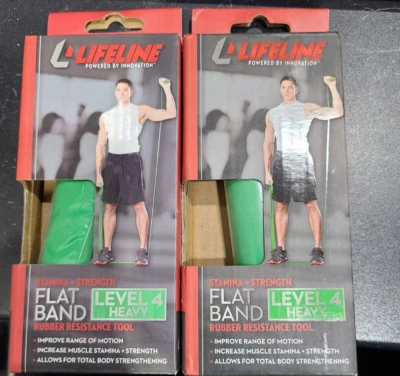 LIFELINE
POWERED BY INNOVATION
STAMINA + STRENGTH
FLAT
BAND
LEVEL 4
HEAVY
RUBBER RESISTANCE TOOL
• IMPROVE RANGE OF MOTION
• INCREASE MUSCLE STAMINA + STRENGTH
• ALLOWS FOR TOTAL BODY STRENGTHENING
LIFELINE
POWERED BY INNOVATION
STAMINA + STRENGTH
FLAT
BAND
LEVEL 4
HEAVY
RUBBER RESISTANCE TOOL
• IMPROVE RANGE OF MOTION
• INCREASE MUSCLE STAMINA + STRENGTH
• ALLOWS FOR TOTAL BODY STRENGTHENING